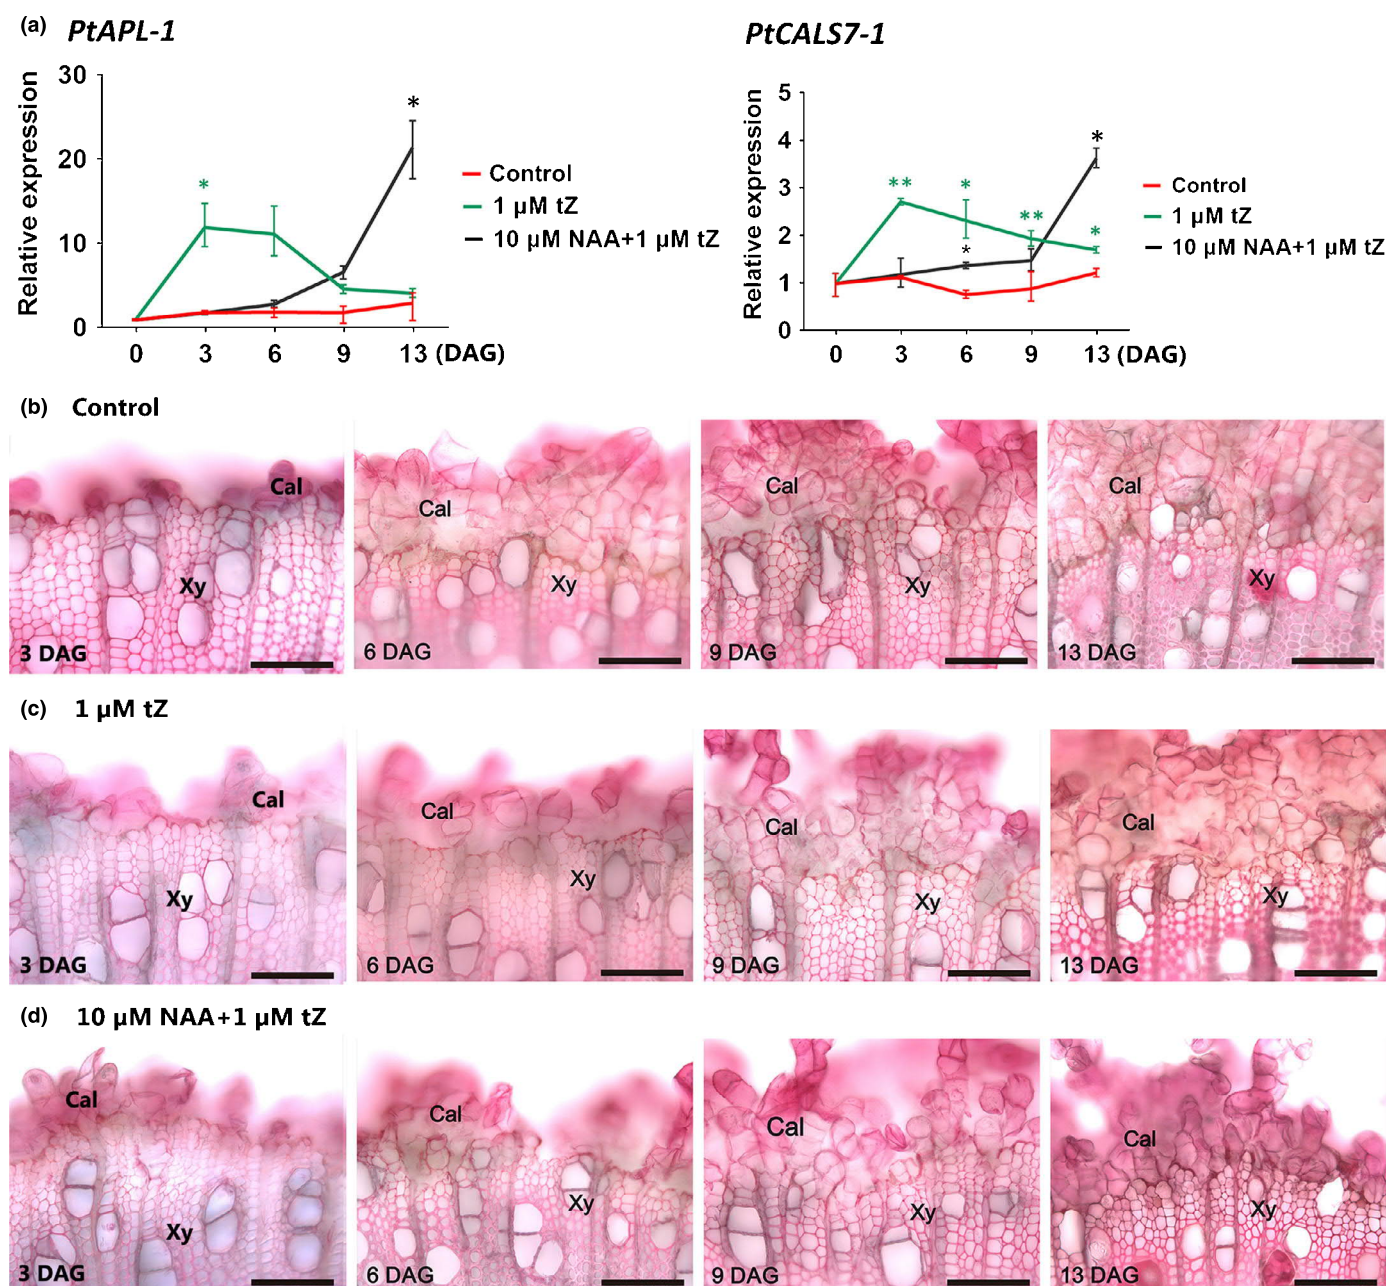 (a) PtAPL-1
PtCALS7-1
Relative expression
30
20
10
0
*
*
0 3 6 9 13 (DAG)
Control
1 µM tZ
10 µM NAA+1 µM tZ
Relative expression
5
4
3
2
1
0
**
*
*
**
*
*
0 3 6 9 13 (DAG)
Control
1 µM tZ
10 µM NAA+1 µM tZ
(b) Control
Cal
Xy
3 DAG
Cal
Xy
6 DAG
Cal
Xy
9 DAG
Cal
Xy
13 DAG
(c) 1 µM tZ
Cal
Xy
3 DAG
Cal
Xy
6 DAG
Cal
Xy
9 DAG
Cal
Xy
13 DAG
(d) 10 µM NAA+1 µM tZ
Cal
Xy
3 DAG
Cal
Xy
6 DAG
Cal
Xy
9 DAG
Cal
Xy
13 DAG